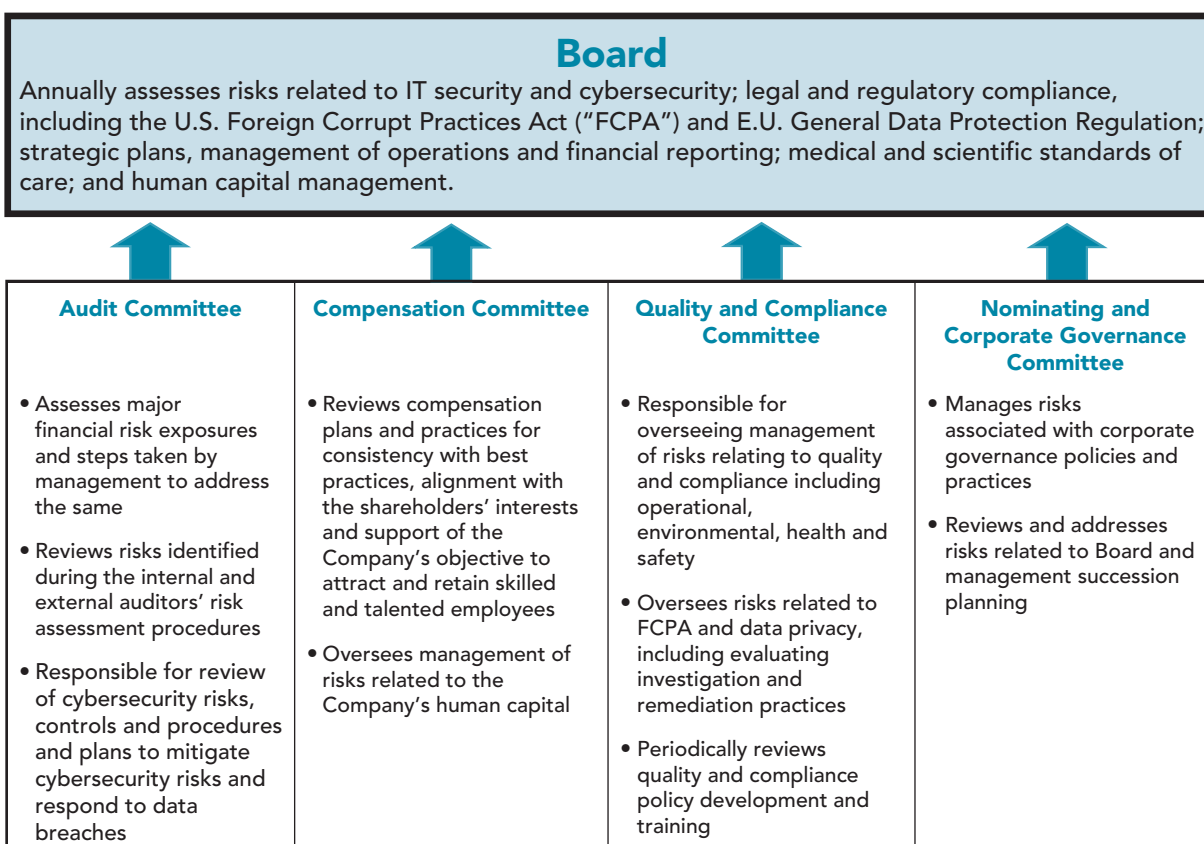 Board
Annually assesses risks related to IT security and cybersecurity; legal and regulatory compliance,
including the U.S. Foreign Corrupt Practices Act (“FCPA”) and E.U. General Data Protection Regulation;
strategic plans, management of operations and financial reporting; medical and scientific standards of
care; and human capital management.
Audit Committee
• Assesses major
financial risk exposures
and steps taken by
management to address
the same
• Reviews risks identified
during the internal and
external auditors’ risk
assessment procedures
• Responsible for review
of cybersecurity risks,
controls and procedures
and plans to mitigate
cybersecurity risks and
respond to data
breaches
Compensation Committee
• Reviews compensation
plans and practices for
consistency with best
practices, alignment with
the shareholders’ interests
and support of the
Company’s objective to
attract and retain skilled
and talented employees
• Oversees management of
risks related to the
Company’s human capital
Quality and Compliance
Committee
• Responsible for
overseeing management
of risks relating to quality
and compliance including
operational,
environmental, health and
safety
• Oversees risks related to
FCPA and data privacy,
including evaluating
investigation and
remediation practices
• Periodically reviews
quality and compliance
policy development and
training
Nominating and
Corporate Governance
Committee
• Manages risks
associated with corporate
governance policies and
practices
• Reviews and addresses
risks related to Board and
management succession
planning